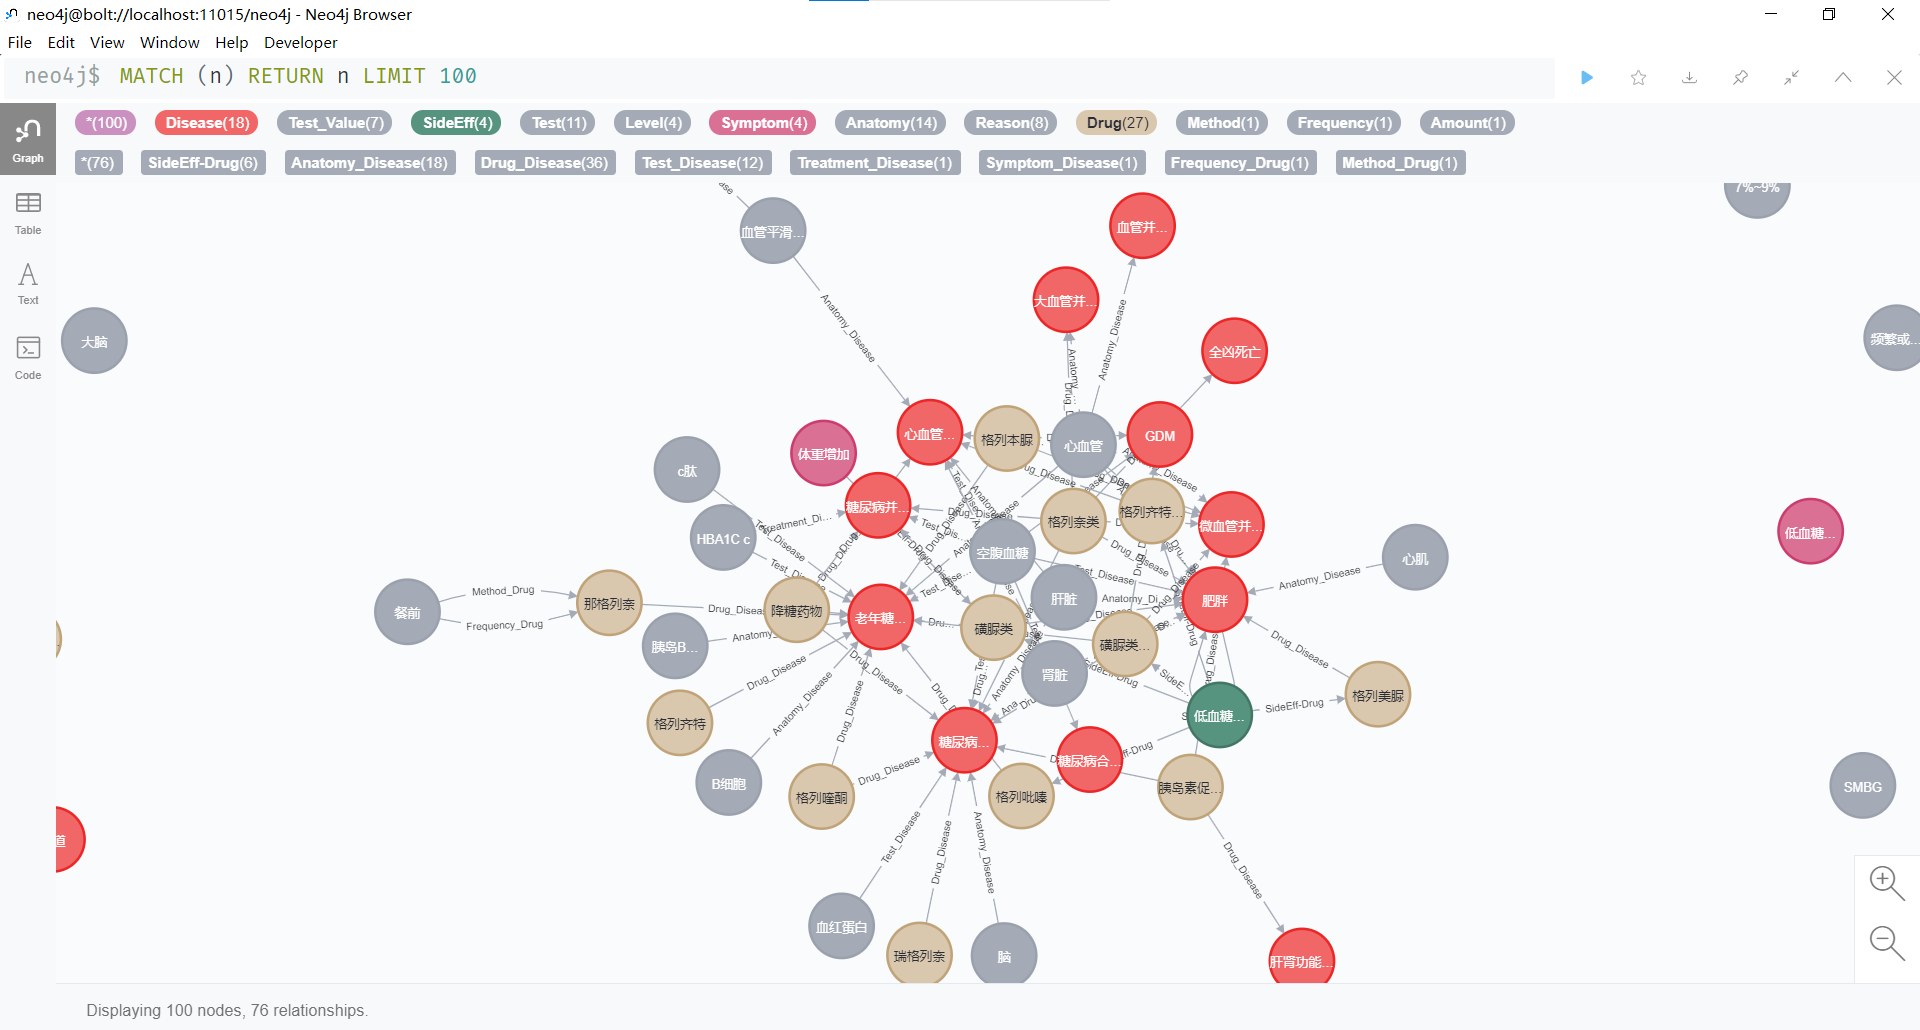 neo4j@bolt://localhost:11015/neo4j - Neo4j Browser
File Edit View Window Help Developer
neo4j$ MATCH (n) RETURN n LIMIT 100
*(100) Disease(18) Test_Value(7) SideEff(4) Test(11) Level(4) Symptom(4) Anatomy(14) Reason(8) Drug(27) Method(1) Frequency(1) Amount(1)
*(76) SideEff-Drug(6) Anatomy_Disease(18) Drug_Disease(36) Test_Disease(12) Treatment_Disease(1) Symptom_Disease(1) Frequency_Drug(1) Method_Drug(1)
Graph
Table
Text
Code
7%~9%
血管平滑...
血管并...
大血管并...
Anatomy_Disease
Anatomy_Disease
大脑
频繁或...
全凶死亡
心血管...
格列本脲
心血管
GDM
体重增加
c肽
糖尿病并...
格列奈类
格列齐特...
微血管并...
低血糖...
HBA1C c
Treatment_Di...
空腹血糖
心肌
Anatomy_Disease
餐前
Method_Drug
Frequency_Drug
那格列奈
降糖药物
老年糖...
肝脏
肥胖
胰岛B...
磺脲类
磺脲类...
Drug_Disease
肾脏
格列美脲
SideEff-Drug
低血糖...
格列齐特
Drug_Disease
Anatomy_Disease
Drug_Disease
Drug_Disease
糖尿病...
糖尿病合...
B细胞
格列喹酮
Drug_Disease
格列吡嗪
胰岛素促...
SMBG
道
Test_Disease
Drug_Disease
Anatomy_Disease
Drug_Disease
血红蛋白
瑞格列奈
脑
肝肾功能...
Displaying 100 nodes, 76 relationships.